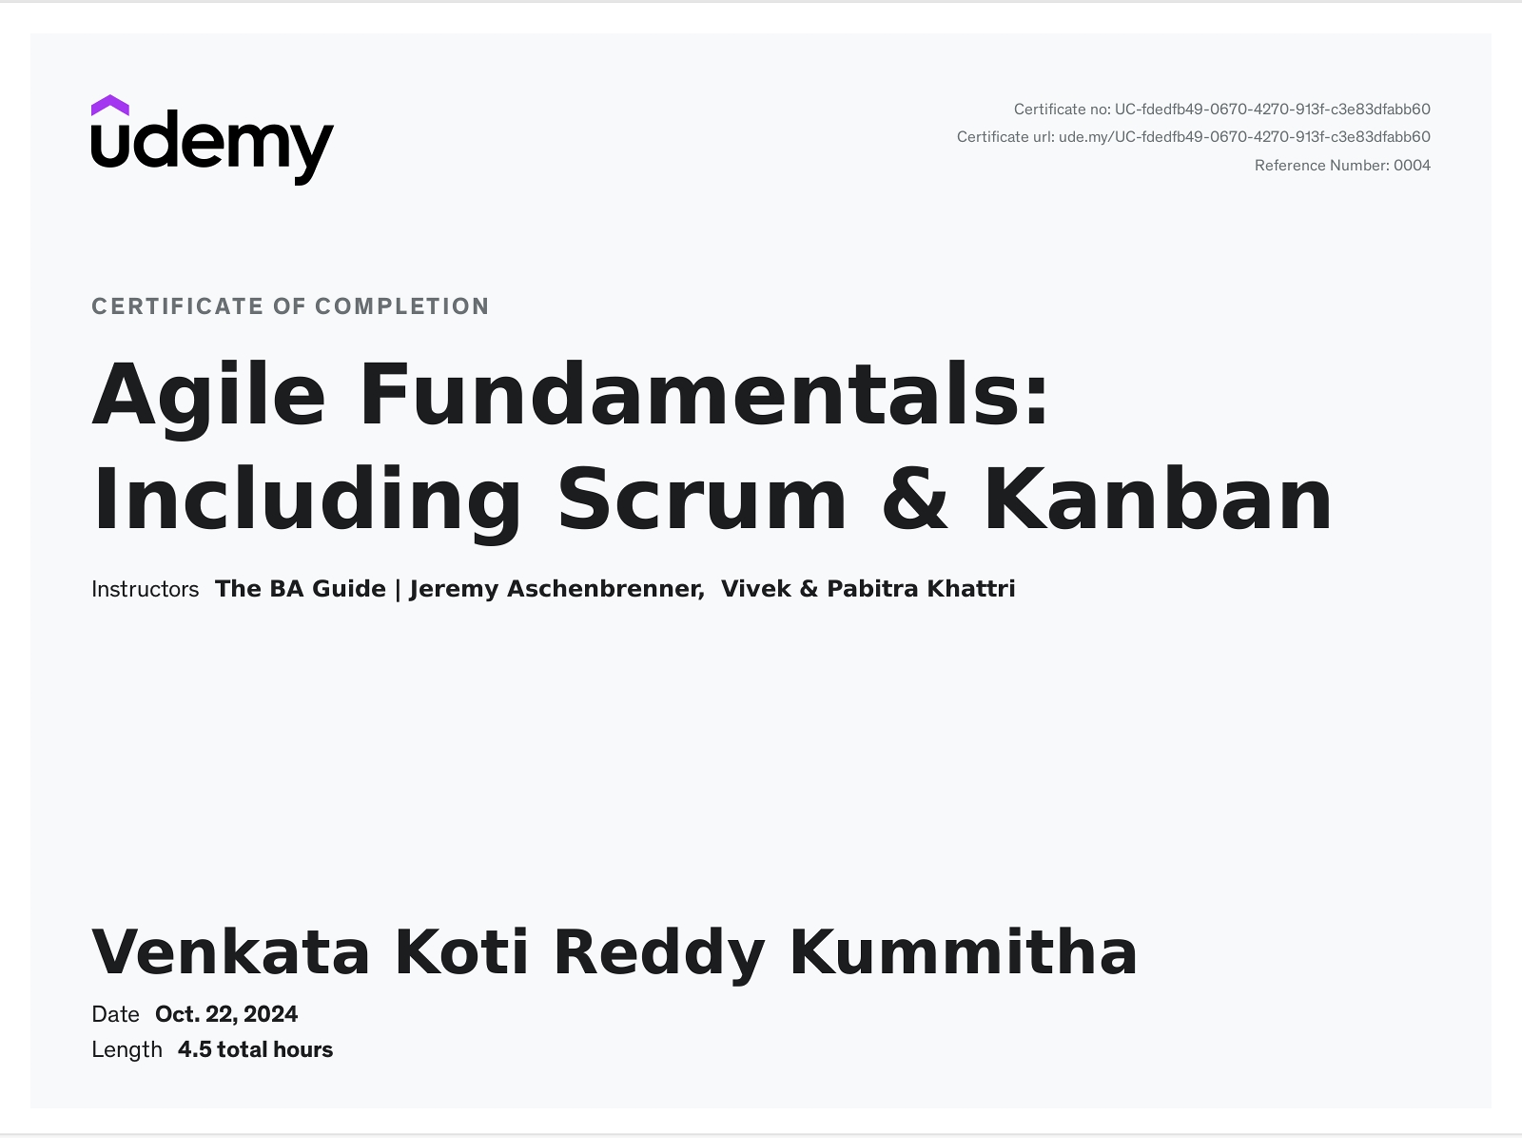 udemy
Certificate no: UC-fdedfb49-0670-4270-913f-c3e83dfabb60
Certificate url: ude.my/UC-fdedfb49-0670-4270-913f-c3e83dfabb60
Reference Number: 0004
CERTIFICATE OF COMPLETION
Agile Fundamentals:
Including Scrum & Kanban
Instructors The BA Guide | Jeremy Aschenbrenner, Vivek & Pabitra Khattri
Venkata Koti Reddy Kummitha
Date Oct. 22, 2024
Length 4.5 total hours